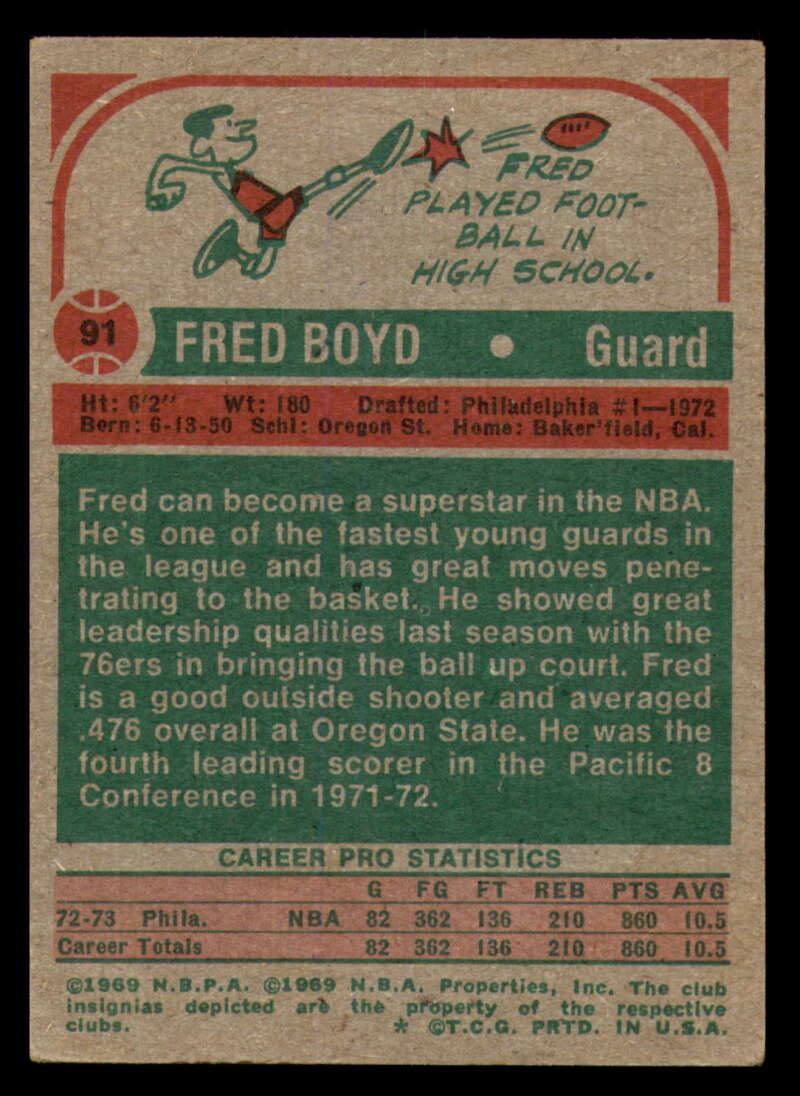 FRED
PLAYED FOOT-
BALL IN
HIGH SCHOOL.
91 FRED BOYD • Guard
Ht: 6'2" Wt: 180 Drafted: Philadelphia #1—1972
Born: 6-13-50 Schl: Oregon St. Home: Baker'field, Cal.
Fred can become a superstar in the NBA.
He's one of the fastest young guards in
the league and has great moves pene-
trating to the basket. He showed great
leadership qualities last season with the
76ers in bringing the ball up court. Fred
is a good outside shooter and averaged
.476 overall at Oregon State. He was the
fourth leading scorer in the Pacific 8
Conference in 1971-72.
CAREER PRO STATISTICS
G FG FT REB PTS AVG
72-73 Phila. NBA 82 362 136 210 860 10.5
Career Totals 82 362 136 210 860 10.5
©1969 N.B.P.A. ©1969 N.B.A. Properties, Inc. The club
insignias depicted are the property of the respective
clubs. * ©T.C.G. PRTD. IN U.S.A.